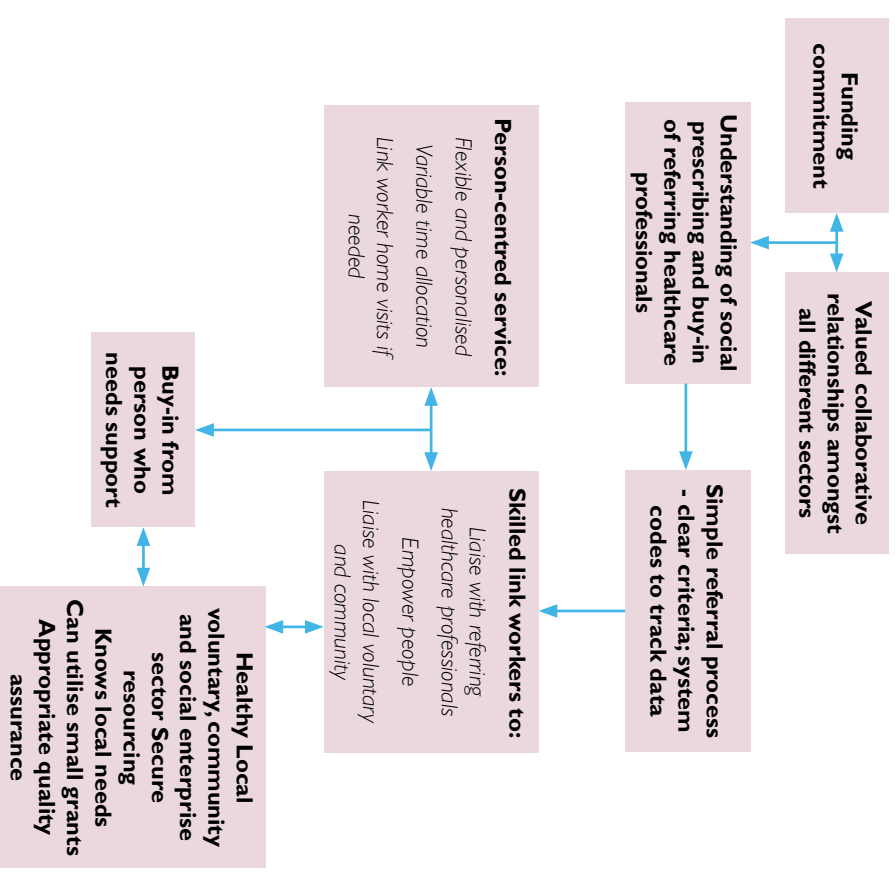 Funding
commitment
Valued collaborative
relationships amongst
all different sectors
Understanding of social
prescribing and buy-in
of referring healthcare
professionals
Simple referral process
- clear criteria; system
codes to track data
Person-centred service:
Flexible and personalised
Variable time allocation
Link worker home visits if
needed
Skilled link workers to:
Liaise with referring
healthcare professionals
Empower people
Liaise with local voluntary
and community
Buy-in from
person who
needs support
Healthy Local
voluntary, community
and social enterprise
sector Secure
resourcing
Knows local needs
Can utilise small grants
Appropriate quality
assurance